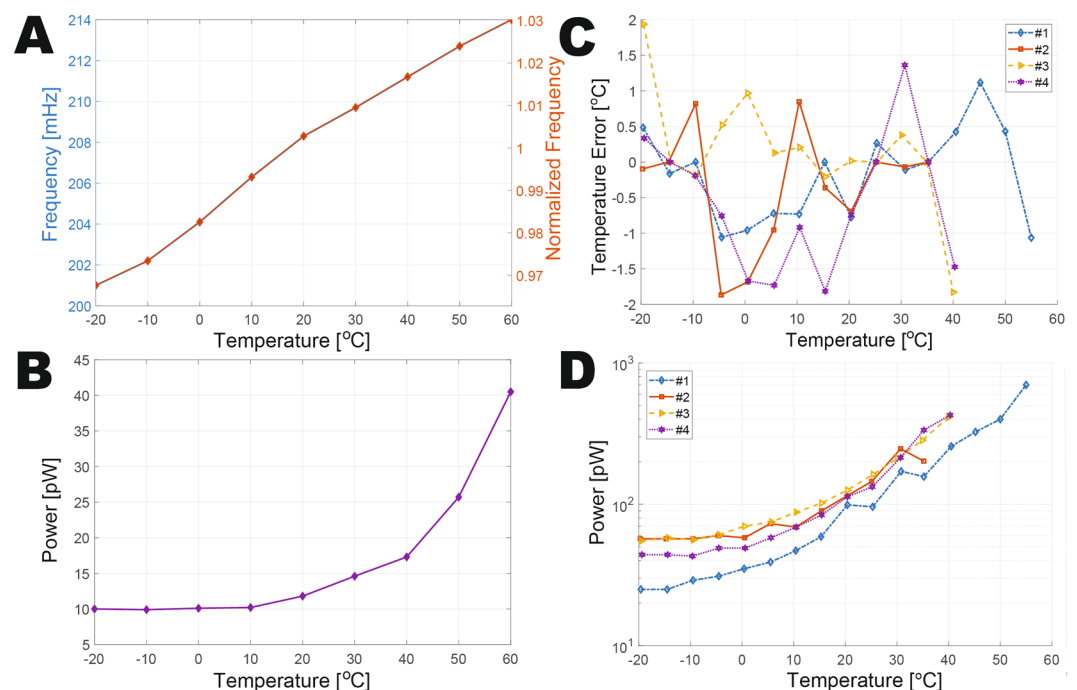 A
Frequency [mHz]
214
212
210
208
206
204
202
200
1.03
1.02
1.01
1
0.99
0.98
0.97
Normalized Frequency
-20 -10 0 10 20 30 40 50 60
Temperature [°C]
C
Temperature Error [°C]
2
1.5
1
0.5
0
-0.5
-1
-1.5
-2
#1
#2
#3
#4
-20 -10 0 10 20 30 40 50 60
Temperature [°C]
B
Power [pW]
45
40
35
30
25
20
15
10
5
-20 -10 0 10 20 30 40 50 60
Temperature [°C]
D
Power [pW]
10³
10²
10¹
#1
#2
#3
#4
-20 -10 0 10 20 30 40 50 60
Temperature [°C]